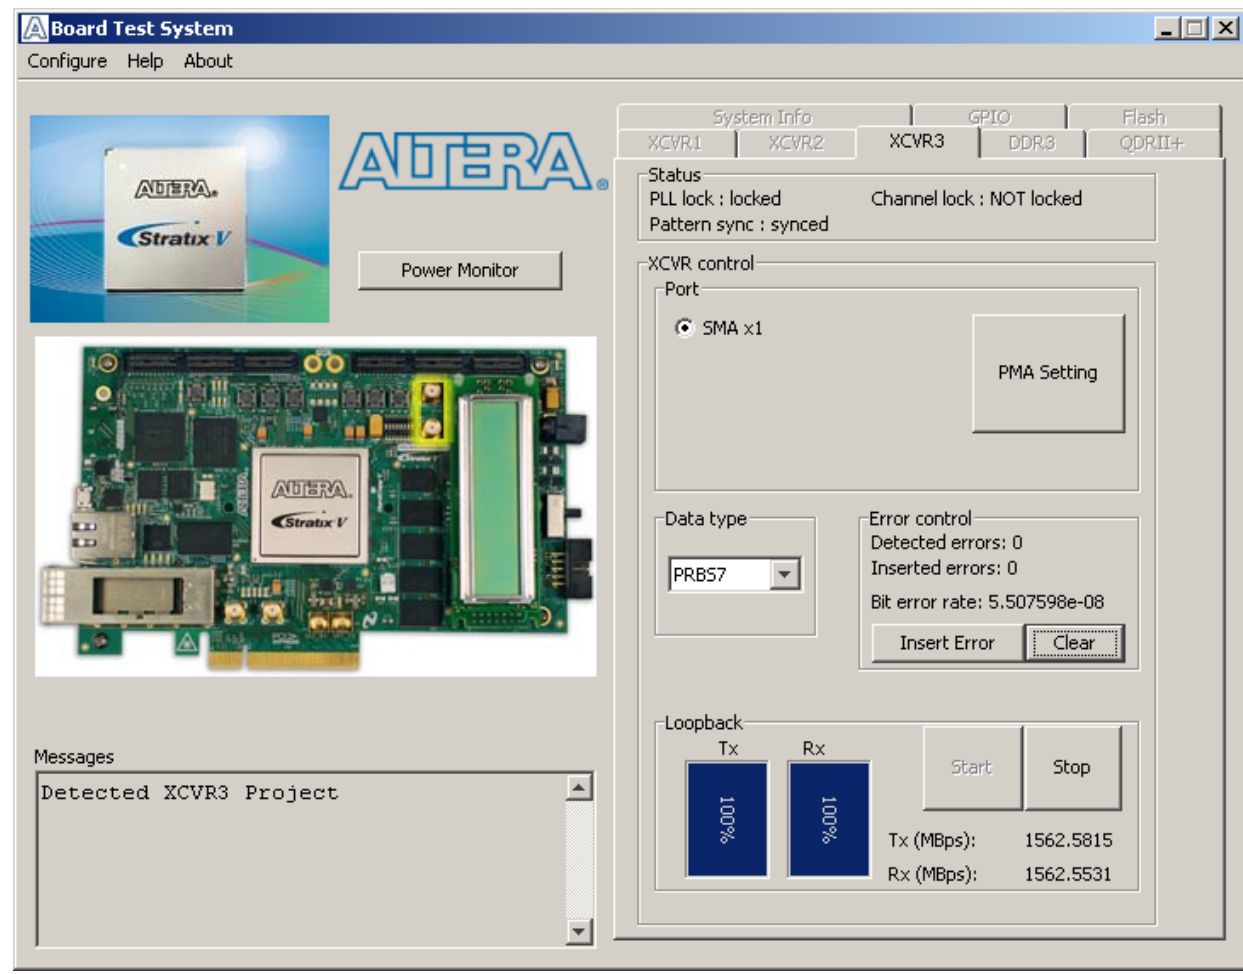 Board Test System
Configure Help About
ALTERA®
Stratix V
ALTERA®
Power Monitor
ALTERA®
Stratix V
Messages
Detected XCVR3 Project
System Info GPIO Flash
XCVR1 XCVR2 XCVR3 DDR3 QDRII+
Status
PLL lock : locked Channel lock : NOT locked
Pattern sync : synced
XCVR control
Port
SMA x1
PMA Setting
Data type
PRBS7
Error control
Detected errors: 0
Inserted errors: 0
Bit error rate: 5.507598e-08
Insert Error Clear
Loopback
Tx Rx
100% 100%
Start Stop
Tx (MBps): 1562.5815
Rx (MBps): 1562.5531